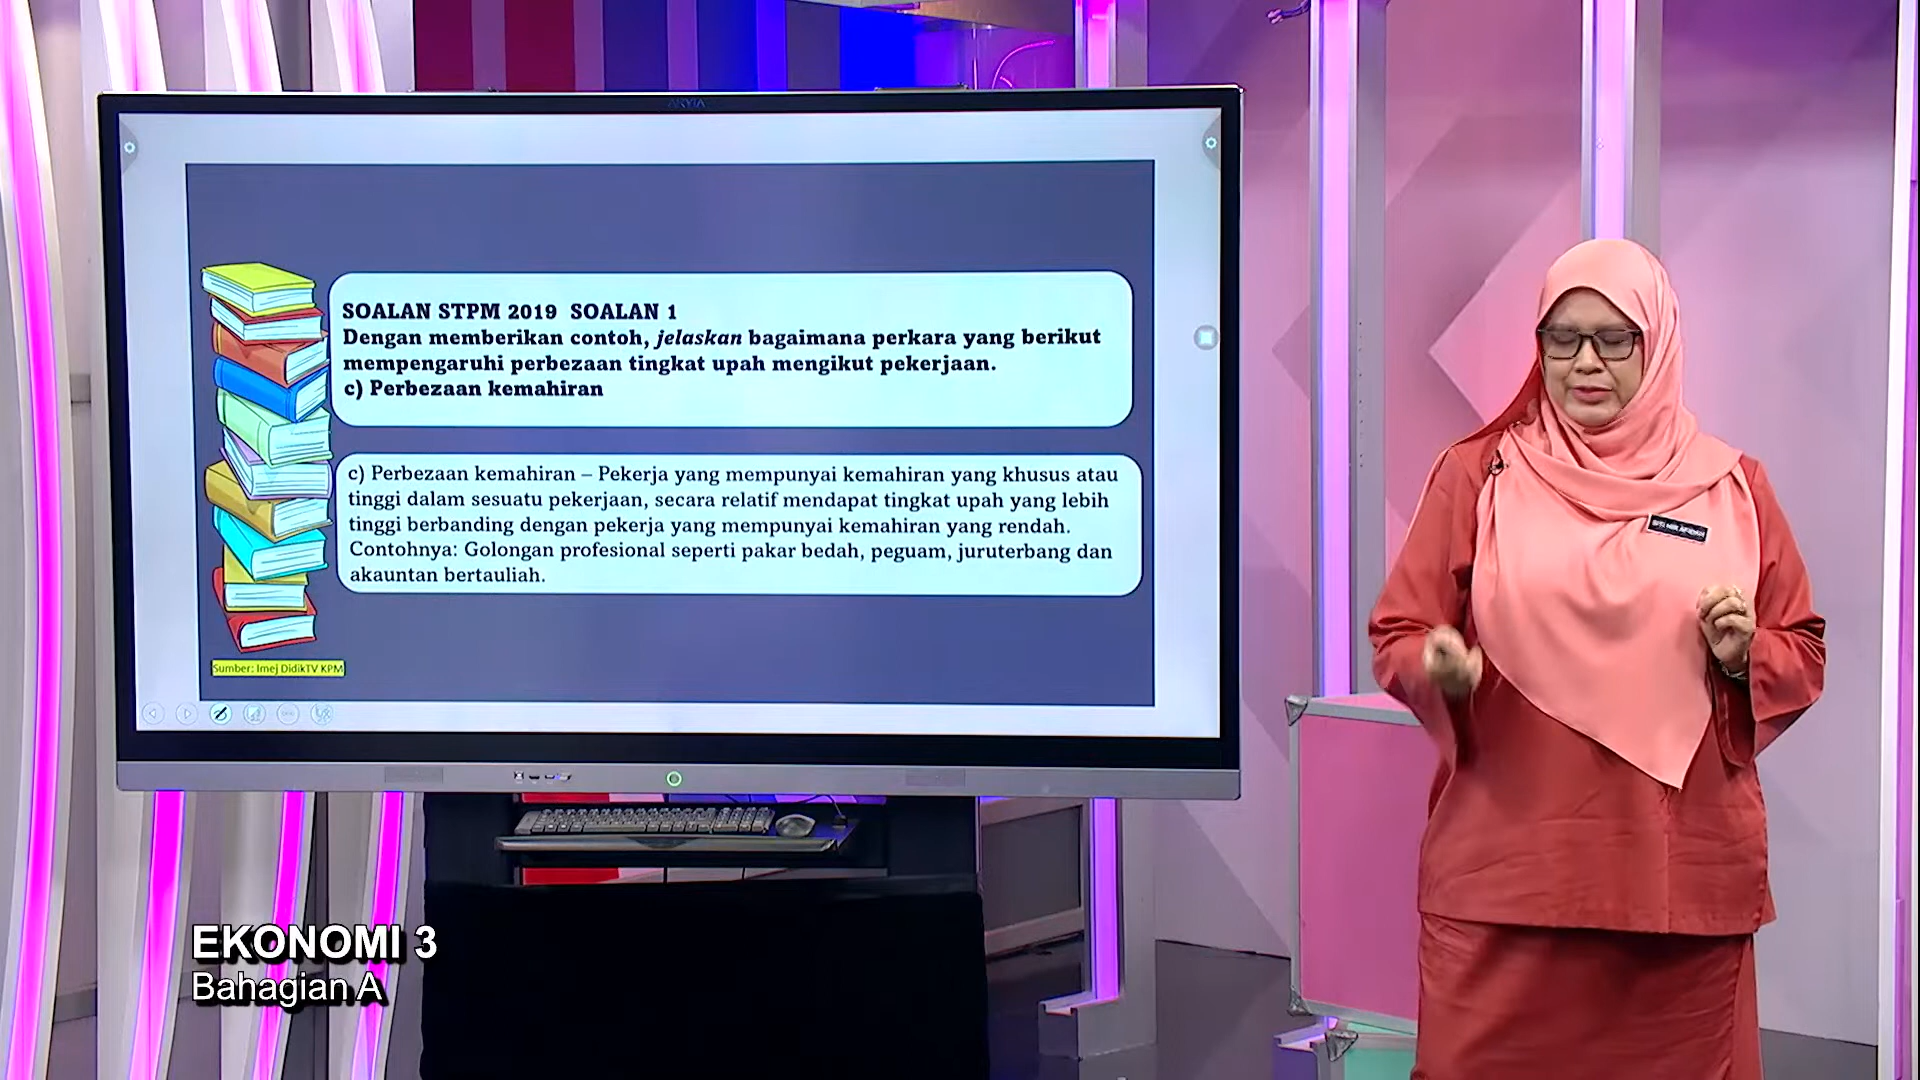 SOALAN STPM 2019 SOALAN 1
Dengan memberikan contoh, jelaskan bagaimana perkara yang berikut
mempengaruhi perbezaan tingkat upah mengikut pekerjaan.
c) Perbezaan kemahiran
c) Perbezaan kemahiran – Pekerja yang mempunyai kemahiran yang khusus atau
tinggi dalam sesuatu pekerjaan, secara relatif mendapat tingkat upah yang lebih
tinggi berbanding dengan pekerja yang mempunyai kemahiran yang rendah.
Contohnya: Golongan profesional seperti pakar bedah, peguam, juruterbang dan
akauntan bertauliah.
Sumber: Imej DidikTV KPM
EKONOMI 3
Bahagian A